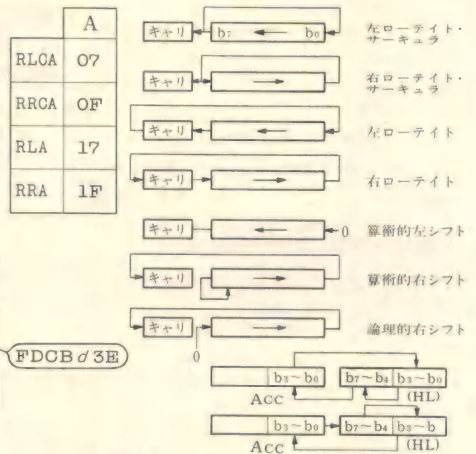 A
RLCA 07
RRCA 0F
RLA 17
RRA 1F
キャリ b₇ b₀ 左ローテイト・
サーキュラ
キャリ 右ローテイト・
サーキュラ
キャリ 左ローテイト
キャリ 右ローテイト
キャリ 0 算術的左シフト
キャリ 算術的右シフト
キャリ 論理的右シフト
0
FDCB d 3E
b₃~b₀ b₇~b₄ b₃~b₀
Acc (HL)
b₃~b₀ b₇~b₄ b₃~b
Acc (HL)